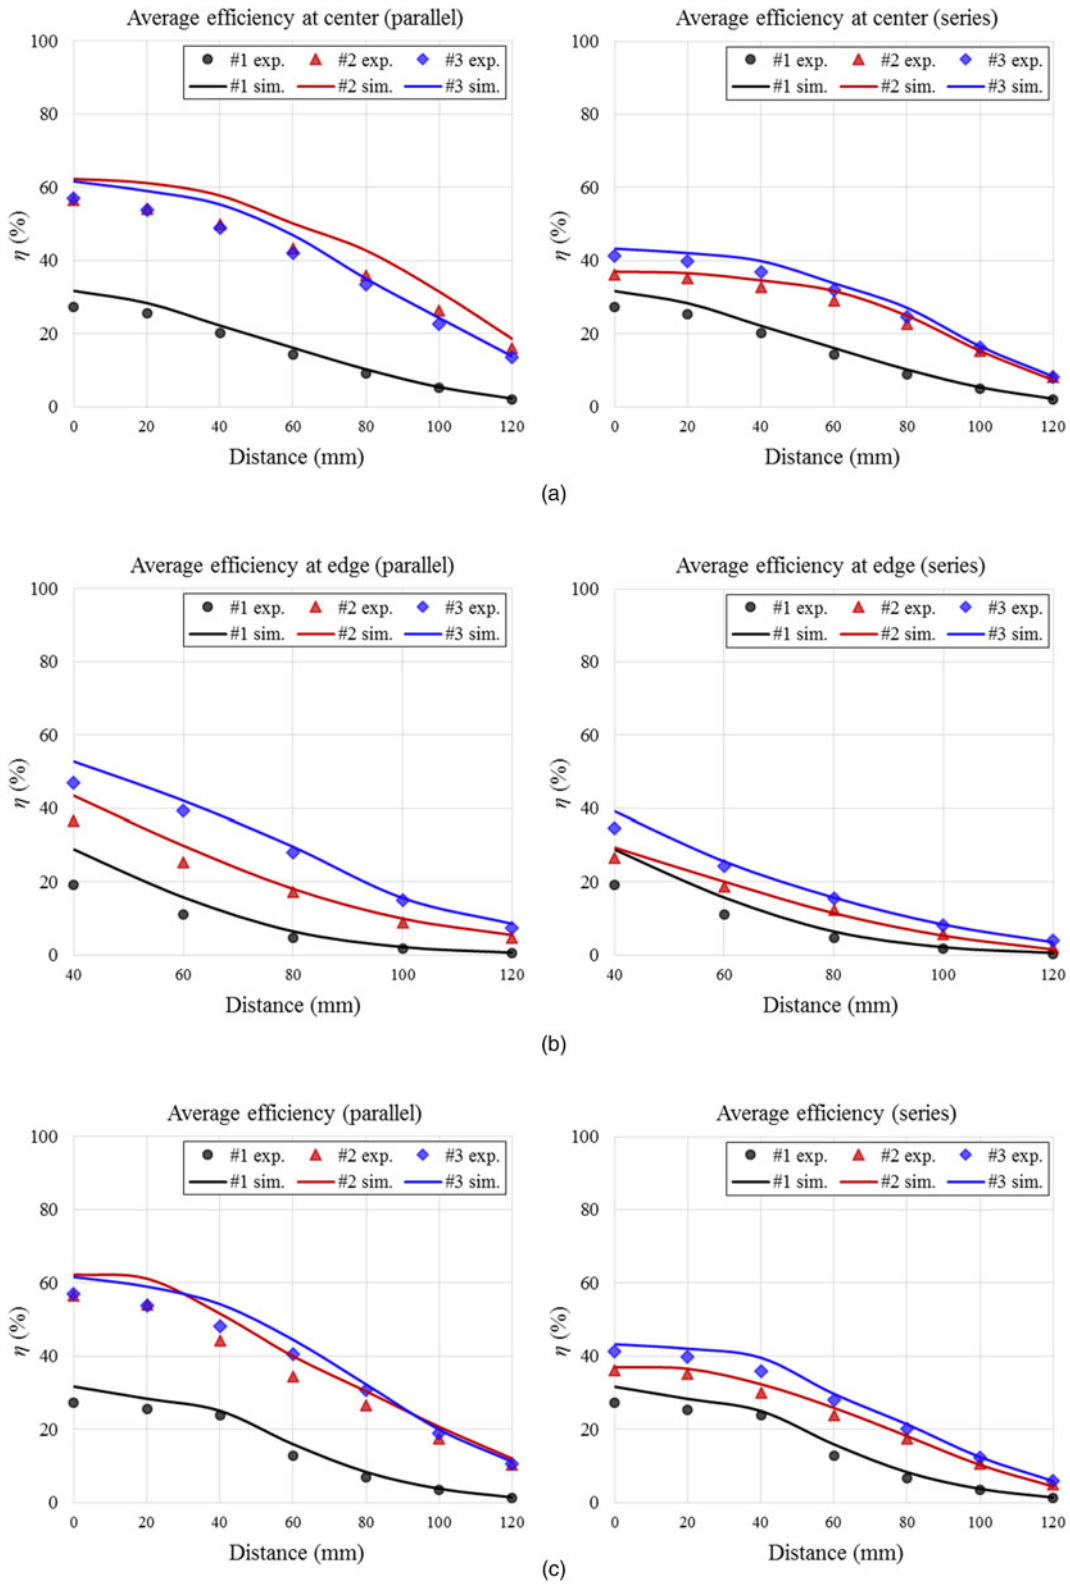 Average efficiency at center (parallel)
#1 exp. #2 exp. #3 exp.
#1 sim. #2 sim. #3 sim.
100
80
60
40
20
0
η (%)
0 20 40 60 80 100 120
Distance (mm)
Average efficiency at center (series)
#1 exp. #2 exp. #3 exp.
#1 sim. #2 sim. #3 sim.
100
80
60
40
20
0
η (%)
0 20 40 60 80 100 120
Distance (mm)
(a)
Average efficiency at edge (parallel)
#1 exp. #2 exp. #3 exp.
#1 sim. #2 sim. #3 sim.
100
80
60
40
20
0
η (%)
40 60 80 100 120
Distance (mm)
Average efficiency at edge (series)
#1 exp. #2 exp. #3 exp.
#1 sim. #2 sim. #3 sim.
100
80
60
40
20
0
η (%)
40 60 80 100 120
Distance (mm)
(b)
Average efficiency (parallel)
#1 exp. #2 exp. #3 exp.
#1 sim. #2 sim. #3 sim.
100
80
60
40
20
0
η (%)
0 20 40 60 80 100 120
Distance (mm)
Average efficiency (series)
#1 exp. #2 exp. #3 exp.
#1 sim. #2 sim. #3 sim.
100
80
60
40
20
0
η (%)
0 20 40 60 80 100 120
Distance (mm)
(c)